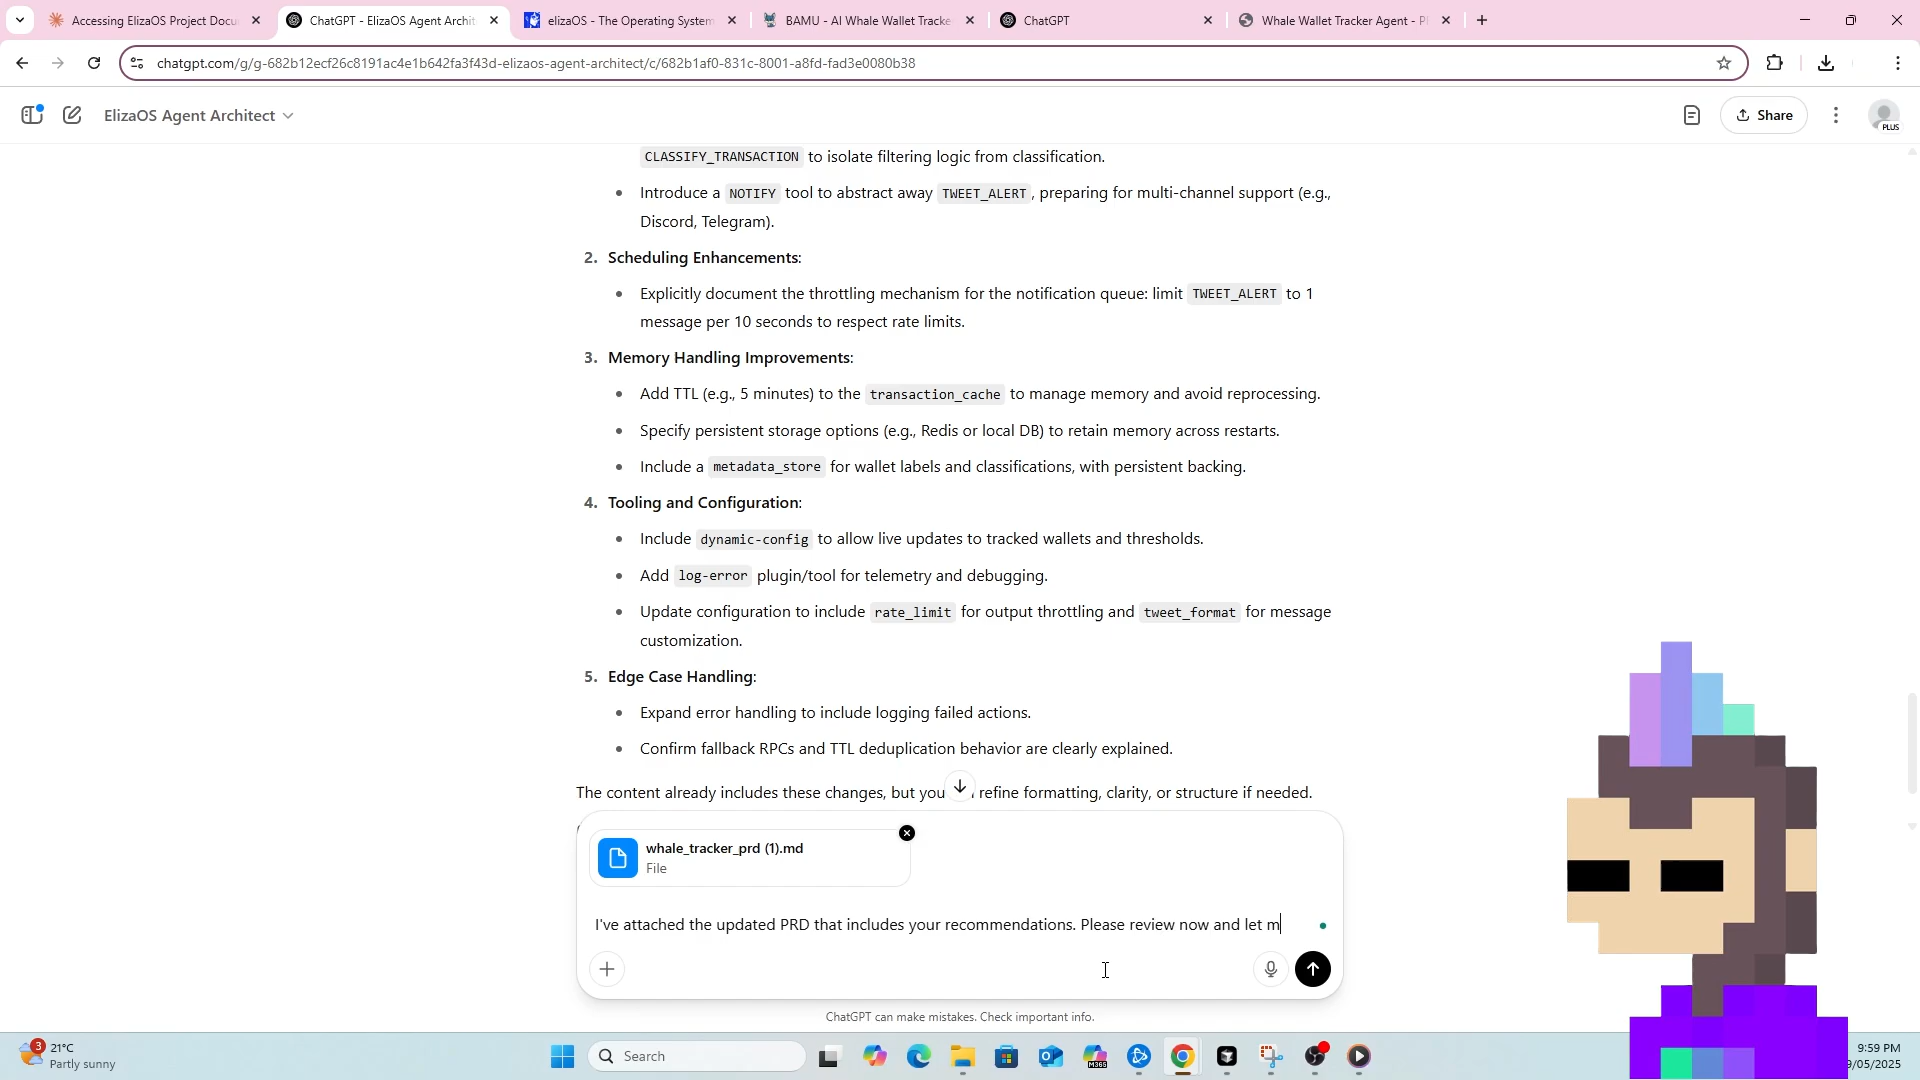 Accessing ElizaOS Project Docu
ChatGPT - ElizaOS Agent Archit
elizaOS - The Operating System
BAMU - AI Whale Wallet Tracke
ChatGPT
Whale Wallet Tracker Agent - P
chatgpt.com/g/g-682b12ecf26c8191ac4e1b642fa3f43d-elizaos-agent-architect/c/682b1af0-831c-8001-a8fd-fad3e0080b38
ElizaOS Agent Architect
Share
PLUS
CLASSIFY_TRANSACTION to isolate filtering logic from classification.
• Introduce a NOTIFY tool to abstract away TWEET_ALERT, preparing for multi-channel support (e.g.,
Discord, Telegram).
2. Scheduling Enhancements:
• Explicitly document the throttling mechanism for the notification queue: limit TWEET_ALERT to 1
message per 10 seconds to respect rate limits.
3. Memory Handling Improvements:
• Add TTL (e.g., 5 minutes) to the transaction_cache to manage memory and avoid reprocessing.
• Specify persistent storage options (e.g., Redis or local DB) to retain memory across restarts.
• Include a metadata_store for wallet labels and classifications, with persistent backing.
4. Tooling and Configuration:
• Include dynamic-config to allow live updates to tracked wallets and thresholds.
• Add log-error plugin/tool for telemetry and debugging.
• Update configuration to include rate_limit for output throttling and tweet_format for message
customization.
5. Edge Case Handling:
• Expand error handling to include logging failed actions.
• Confirm fallback RPCs and TTL deduplication behavior are clearly explained.
The content already includes these changes, but you refine formatting, clarity, or structure if needed.
whale_tracker_prd (1).md
File
I've attached the updated PRD that includes your recommendations. Please review now and let m
ChatGPT can make mistakes. Check important info.
3
21°C
Partly sunny
Search
M365
9:59 PM
9/05/2025